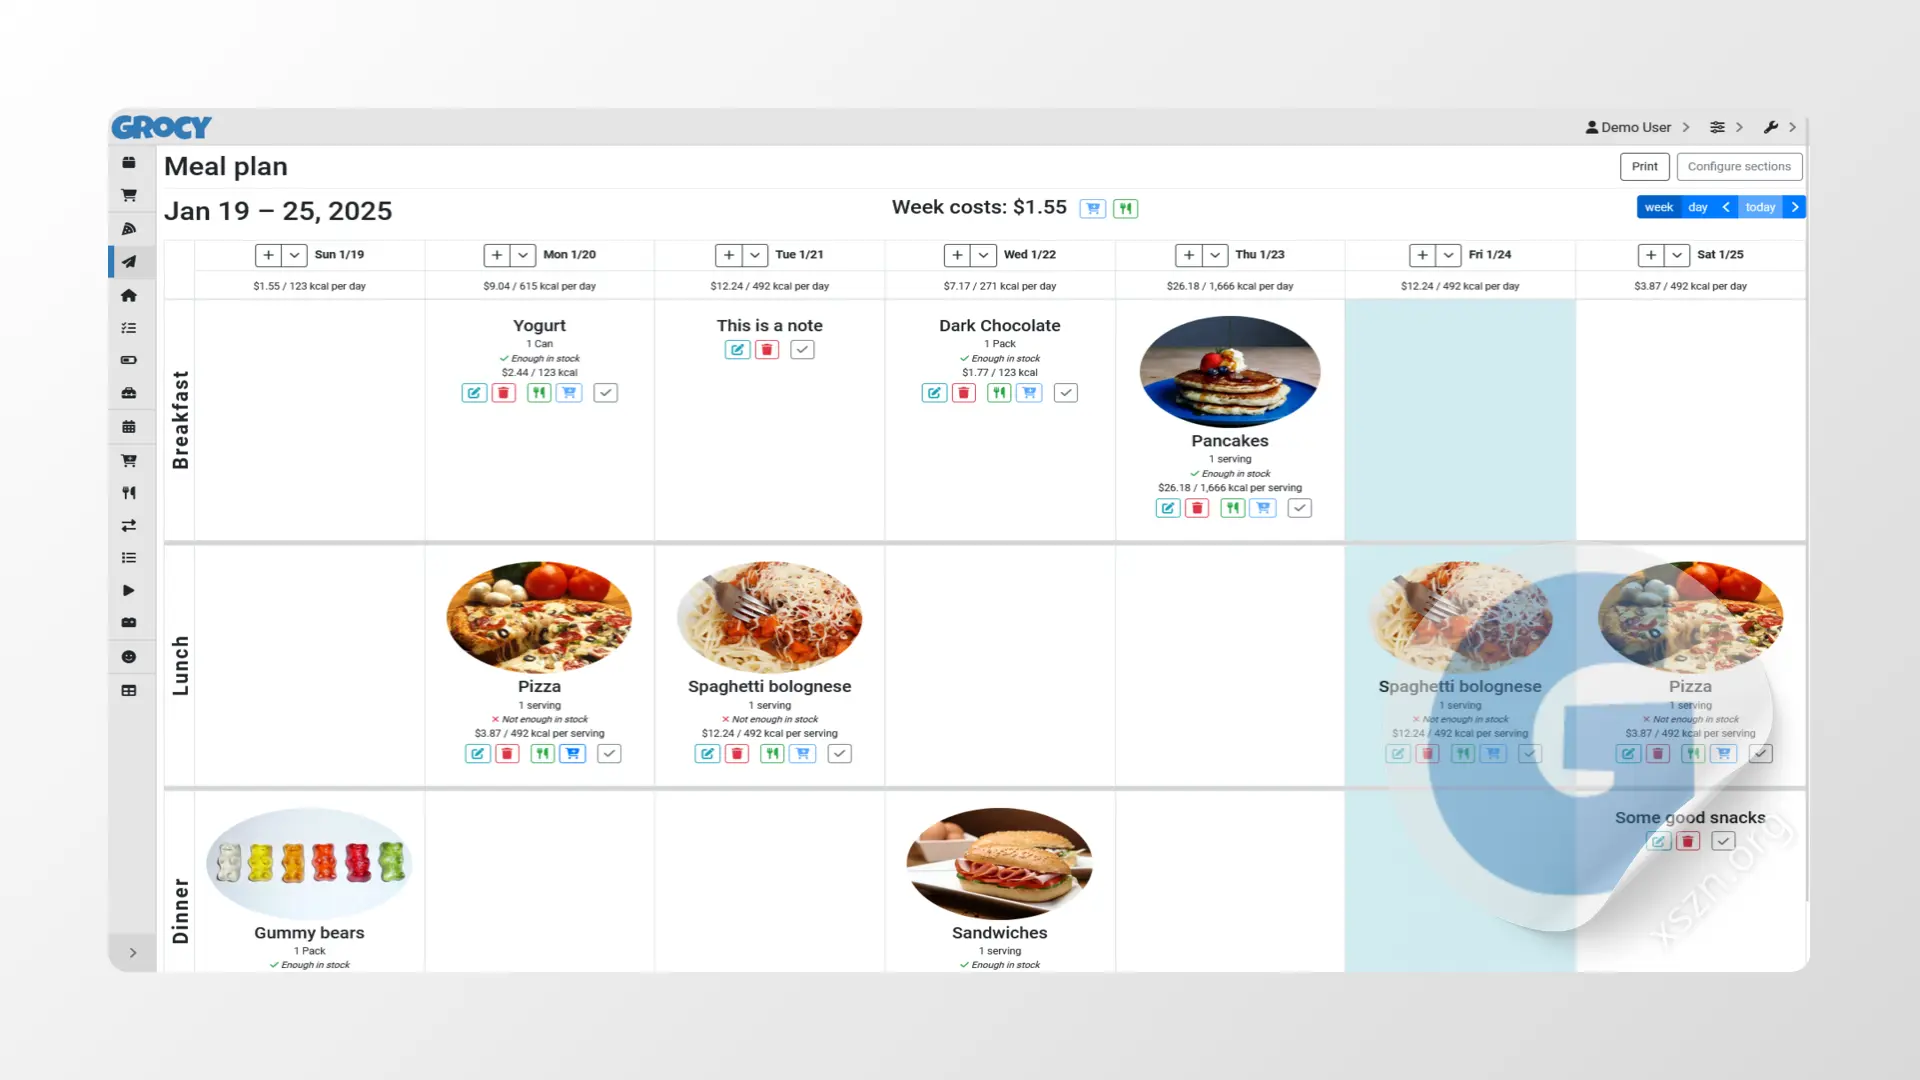 GROCY
Demo User
Meal plan
Print
Configure sections
Jan 19 – 25, 2025
Week costs: $1.55
week day today
Sun 1/19
Mon 1/20
Tue 1/21
Wed 1/22
Thu 1/23
Fri 1/24
Sat 1/25
$1.55 / 123 kcal per day
$9.04 / 615 kcal per day
$12.24 / 492 kcal per day
$7.17 / 271 kcal per day
$26.18 / 1,666 kcal per day
$12.24 / 492 kcal per day
$3.87 / 492 kcal per day
Breakfast
Yogurt
1 Can
Enough in stock
$2.44 / 123 kcal
This is a note
Dark Chocolate
1 Pack
Enough in stock
$1.77 / 123 kcal
Pancakes
1 serving
Enough in stock
$26.18 / 1,666 kcal per serving
Lunch
Pizza
1 serving
Not enough in stock
$3.87 / 492 kcal per serving
Spaghetti bolognese
1 serving
Not enough in stock
$12.24 / 492 kcal per serving
Spaghetti bolognese
1 serving
Not enough in stock
$12.24 / 492 kcal per serving
Pizza
1 serving
Not enough in stock
$3.87 / 492 kcal per serving
Dinner
Gummy bears
1 Pack
Enough in stock
Sandwiches
1 serving
Enough in stock
Some good snacks
G
xszn.org